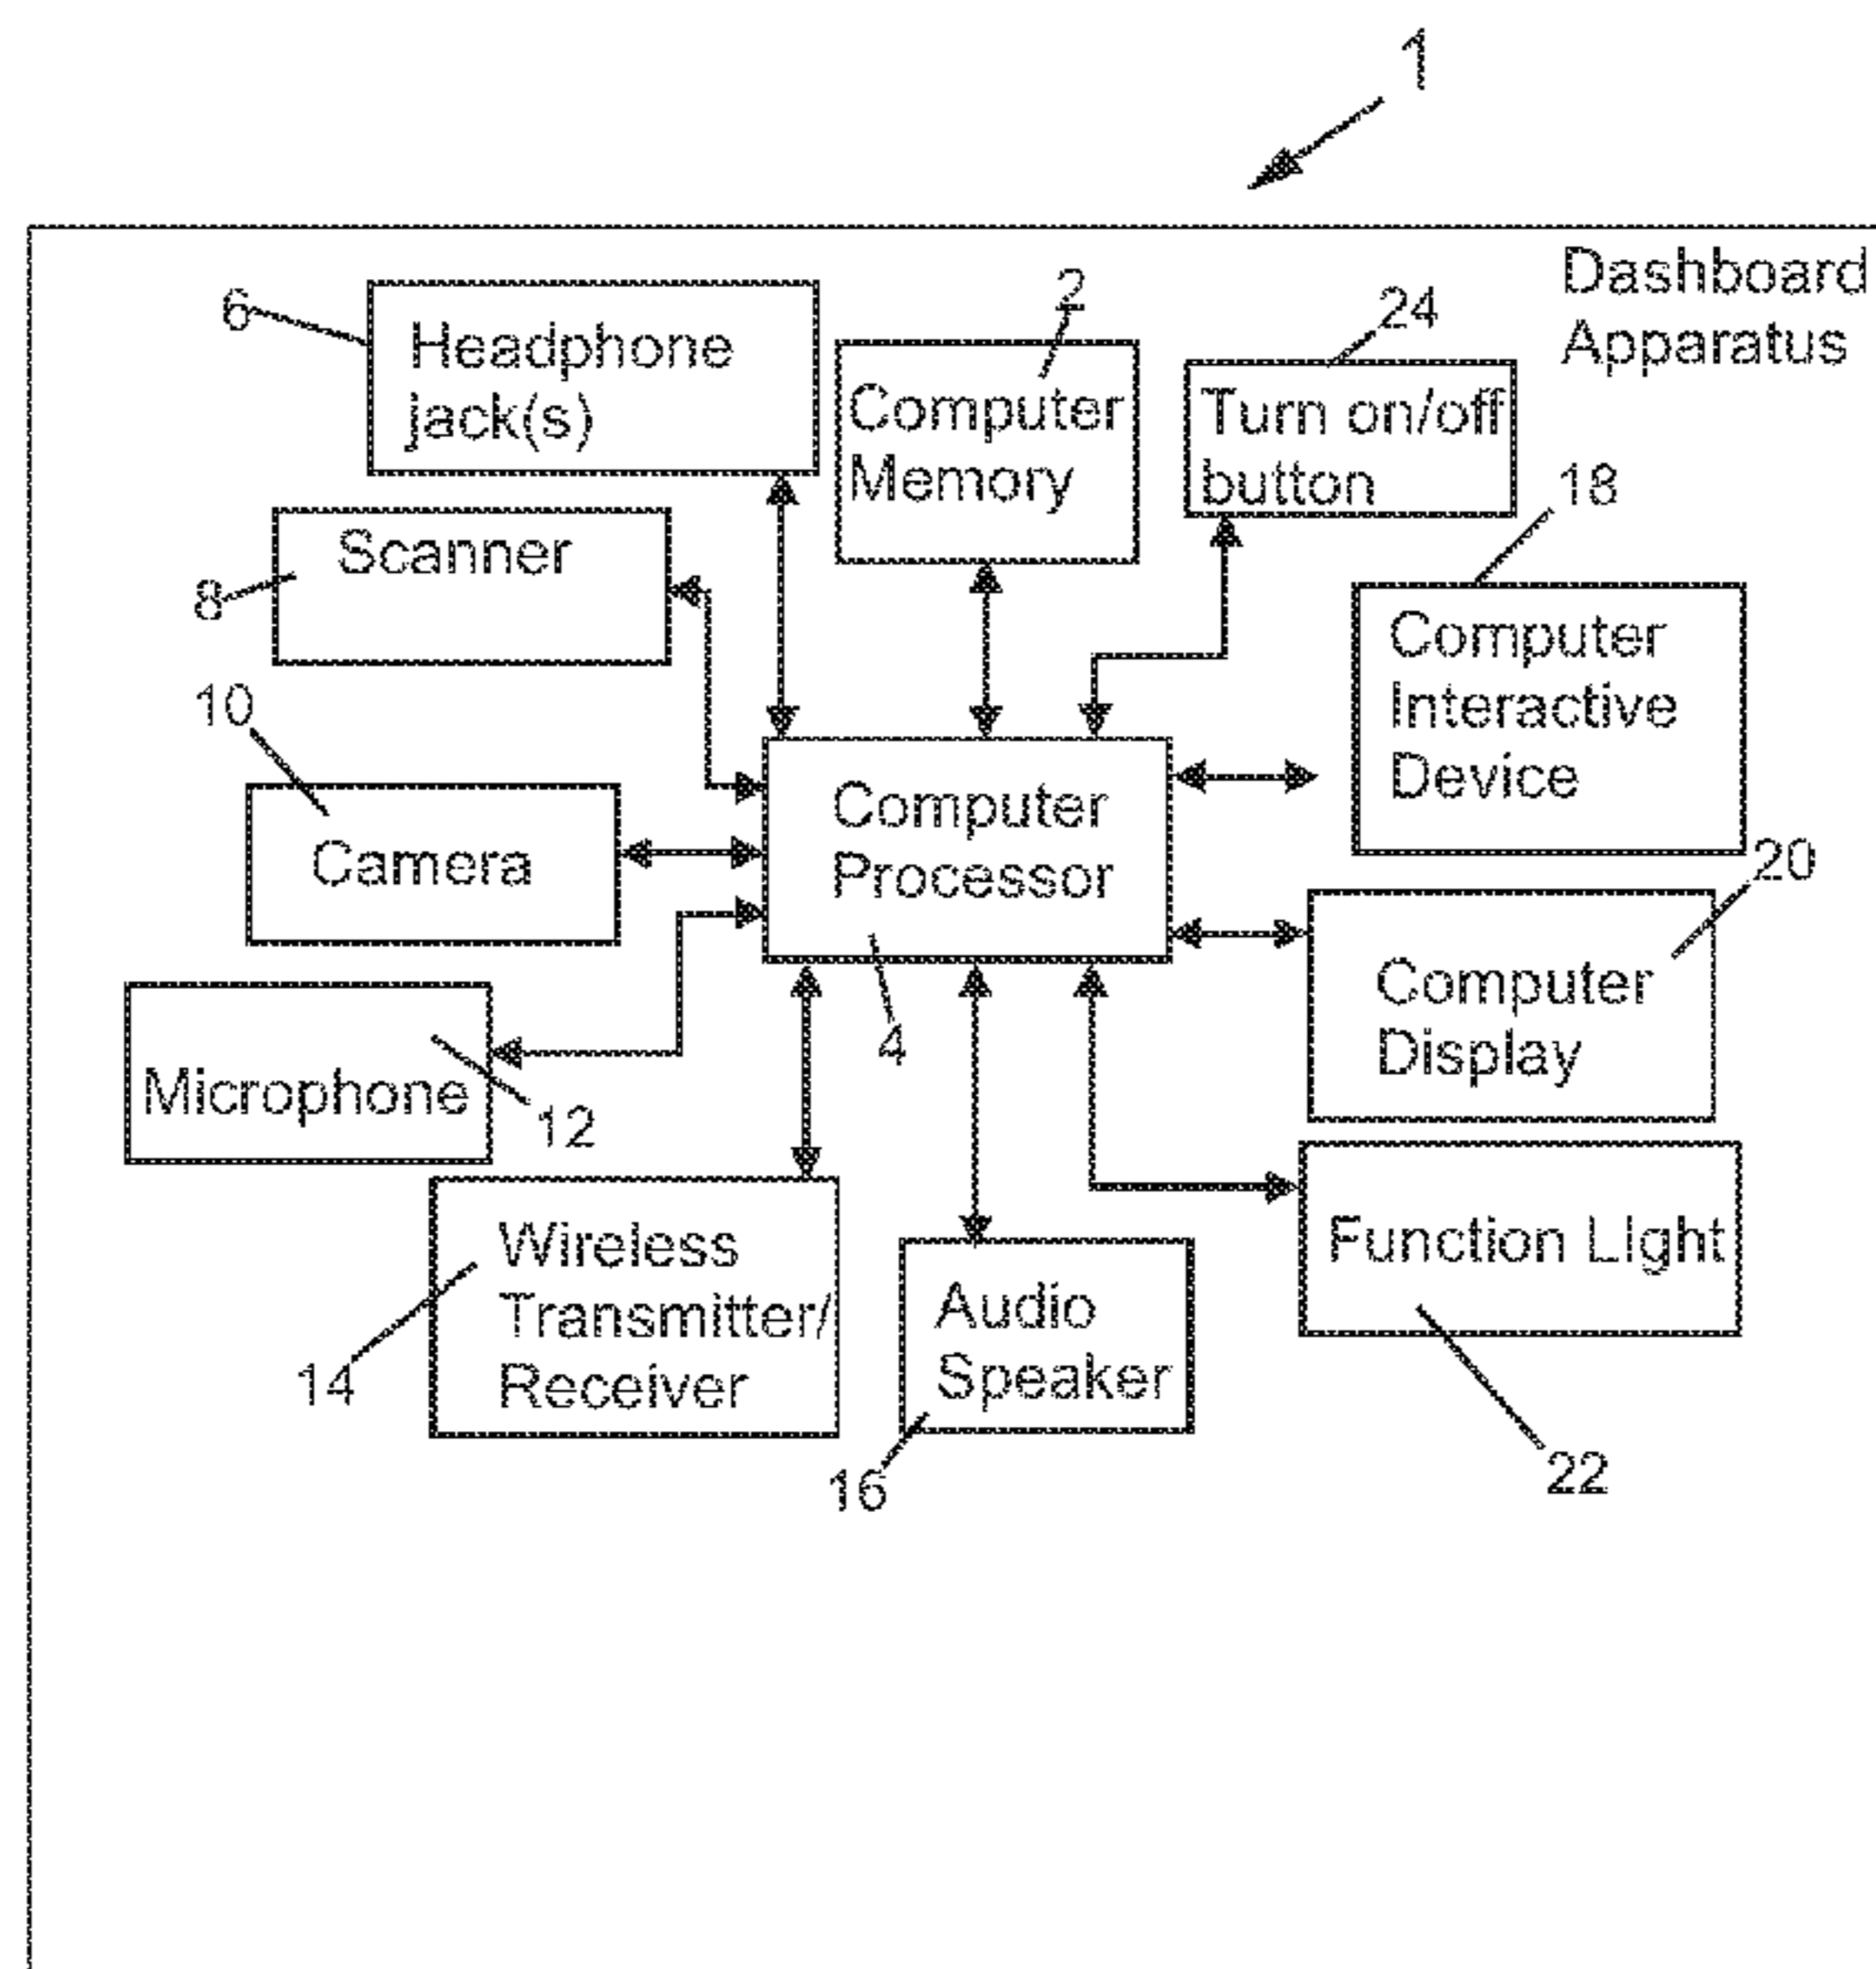 1
Dashboard
Apparatus
6
Headphone
jack(s)
2
Computer
Memory
24
Turn on/off
button
18
Computer
Interactive
Device
8
Scanner
10
Camera
Computer
Processor
4
20
Computer
Display
Microphone
12
14
Wireless
Transmitter/
Receiver
Audio
Speaker
16
Function LIght
22